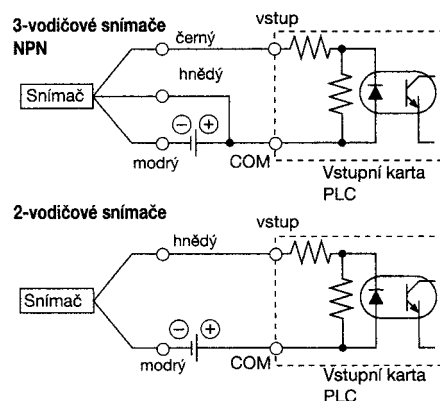 3-vodičové snímače
NPN
černý
vstup
hnědý
Snímač
⊖ ⊕
modrý
COM
Vstupní karta
PLC
2-vodičové snímače
hnědý
vstup
Snímač
⊖ ⊕
modrý
COM
Vstupní karta
PLC